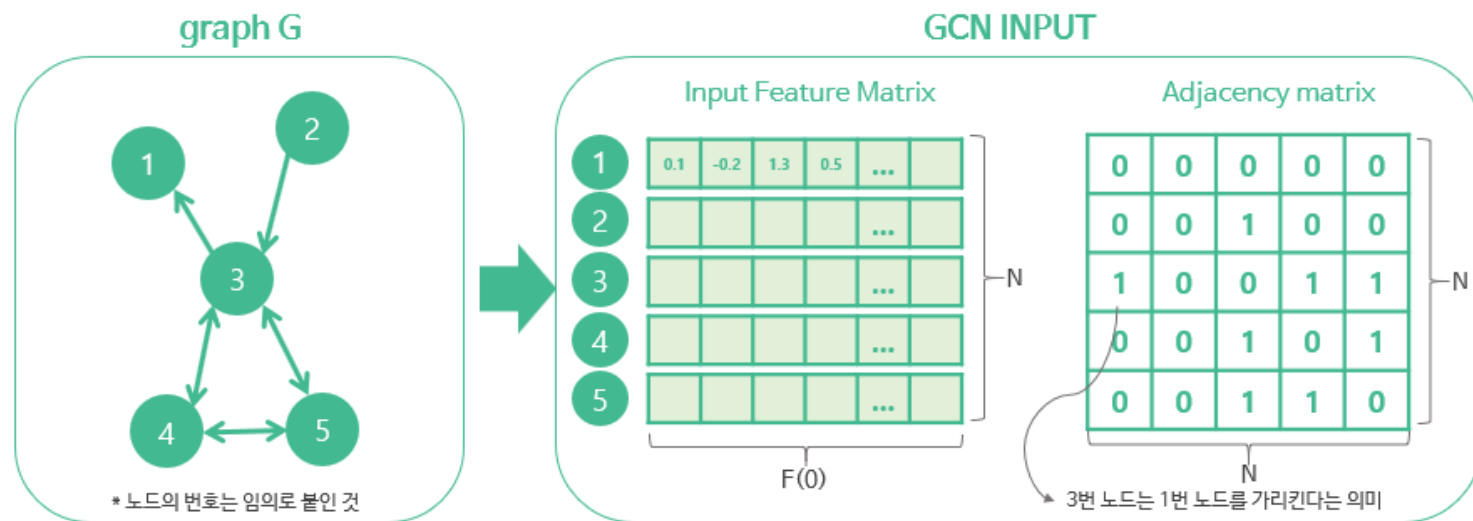 graph G
1
2
3
4
5
* 노드의 번호는 임의로 붙인 것
GCN INPUT
Input Feature Matrix
1 0.1 -0.2 1.3 0.5 ...
2 ...
3 ...
4 ...
5 ...
N
F(0)
Adjacency matrix
0 0 0 0 0
0 0 1 0 0
1 0 0 1 1
0 0 1 0 1
0 0 1 1 0
N
N
3번 노드는 1번 노드를 가리킨다는 의미